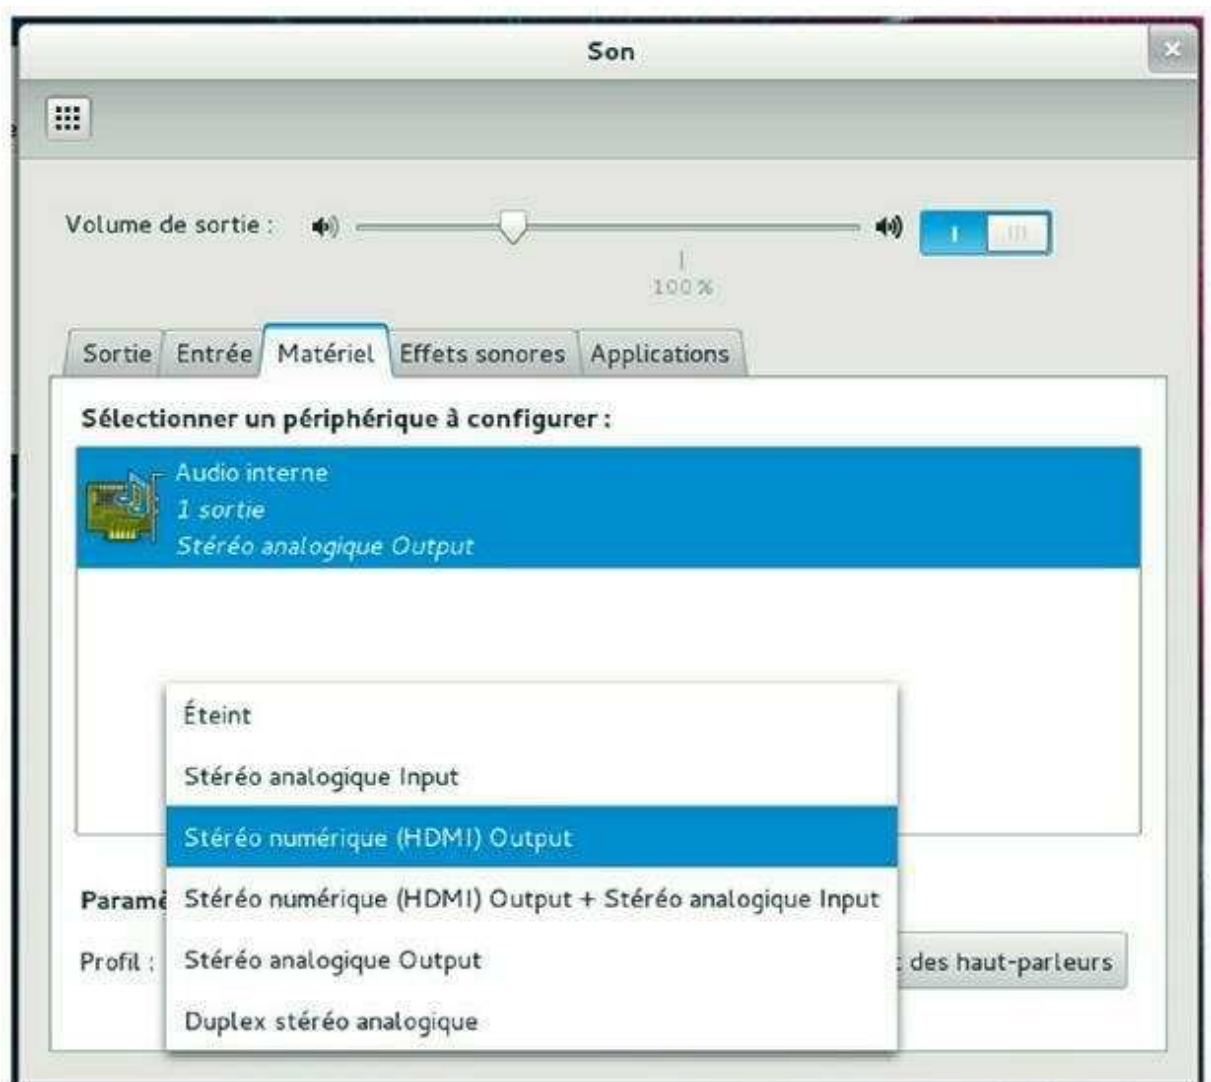 Son
Volume de sortie :
100 %
Sortie
Entrée
Matériel
Effets sonores
Applications
Sélectionner un périphérique à configurer :
Audio interne
1 sortie
Stéréo analogique Output
Éteint
Stéréo analogique Input
Stéréo numérique (HDMI) Output
Stéréo numérique (HDMI) Output + Stéréo analogique Input
Stéréo analogique Output
Duplex stéréo analogique
Profil :
des haut-parleurs